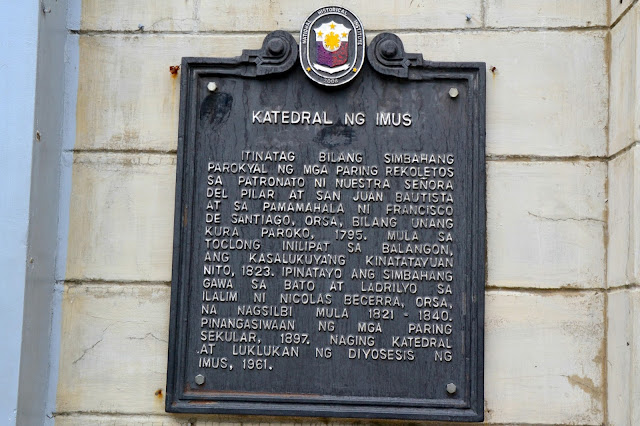 NATIONAL HISTORICAL INSTITUTE
KATEDRAL NG IMUS
ITINATAG BILANG SIMBAHANG
PAROKYAL NG MGA PARING REKOLETOS
SA PATRONATO NI NUESTRA SEÑORA
DEL PILAR AT SAN JUAN BAUTISTA
AT SA PAMAMAHALA NI FRANCISCO
DE SANTIAGO, ORSA, BILANG UNANG
KURA PAROKO, 1795. MULA SA
TOCLONG INILIPAT SA BALANGON,
ANG KASALUKUYANG KINATATAYUAN
NITO, 1823. IPINATAYO ANG SIMBAHANG
GAWA SA BATO AT LADRILYO SA
ILALIM NI NICOLAS BECERRA, ORSA,
NA NAGSILBI MULA 1821 - 1840.
PINANGASIWAAN NG MGA PARING
SEKULAR, 1897. NAGING KATEDRAL
AT LUKLUKAN NG DIYOSESIS NG
IMUS, 1961.